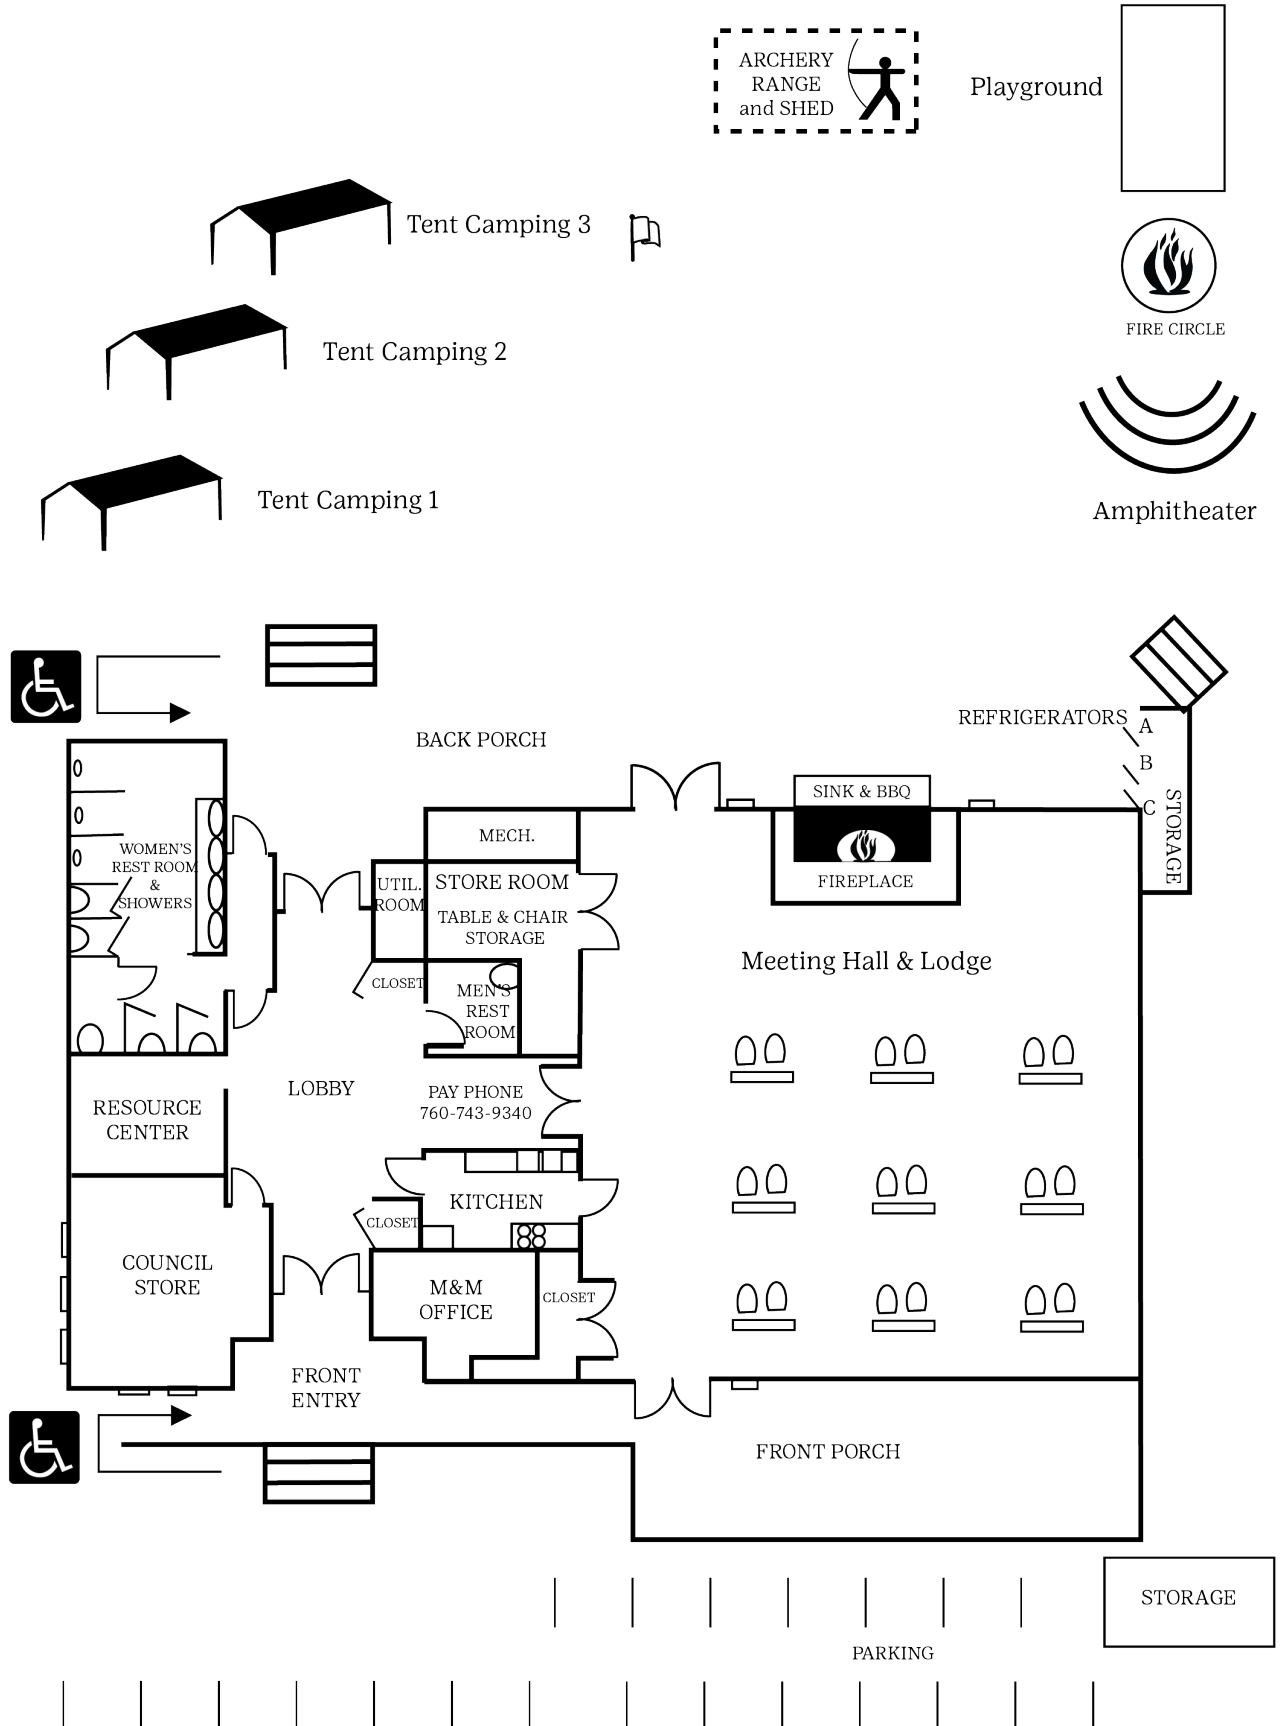 ARCHERY
RANGE
and SHED
Playground
Tent Camping 3
FIRE CIRCLE
Tent Camping 2
Tent Camping 1
Amphitheater
REFRIGERATORS
A
B
C
STORAGE
BACK PORCH
SINK & BBQ
MECH.
FIREPLACE
WOMEN'S
REST ROOM
&
SHOWERS
UTIL.
ROOM
STORE ROOM
TABLE & CHAIR
STORAGE
Meeting Hall & Lodge
CLOSET
MEN'S
REST
ROOM
LOBBY
PAY PHONE
760-743-9340
RESOURCE
CENTER
KITCHEN
CLOSET
COUNCIL
STORE
M&M
OFFICE
CLOSET
FRONT
ENTRY
FRONT PORCH
STORAGE
PARKING